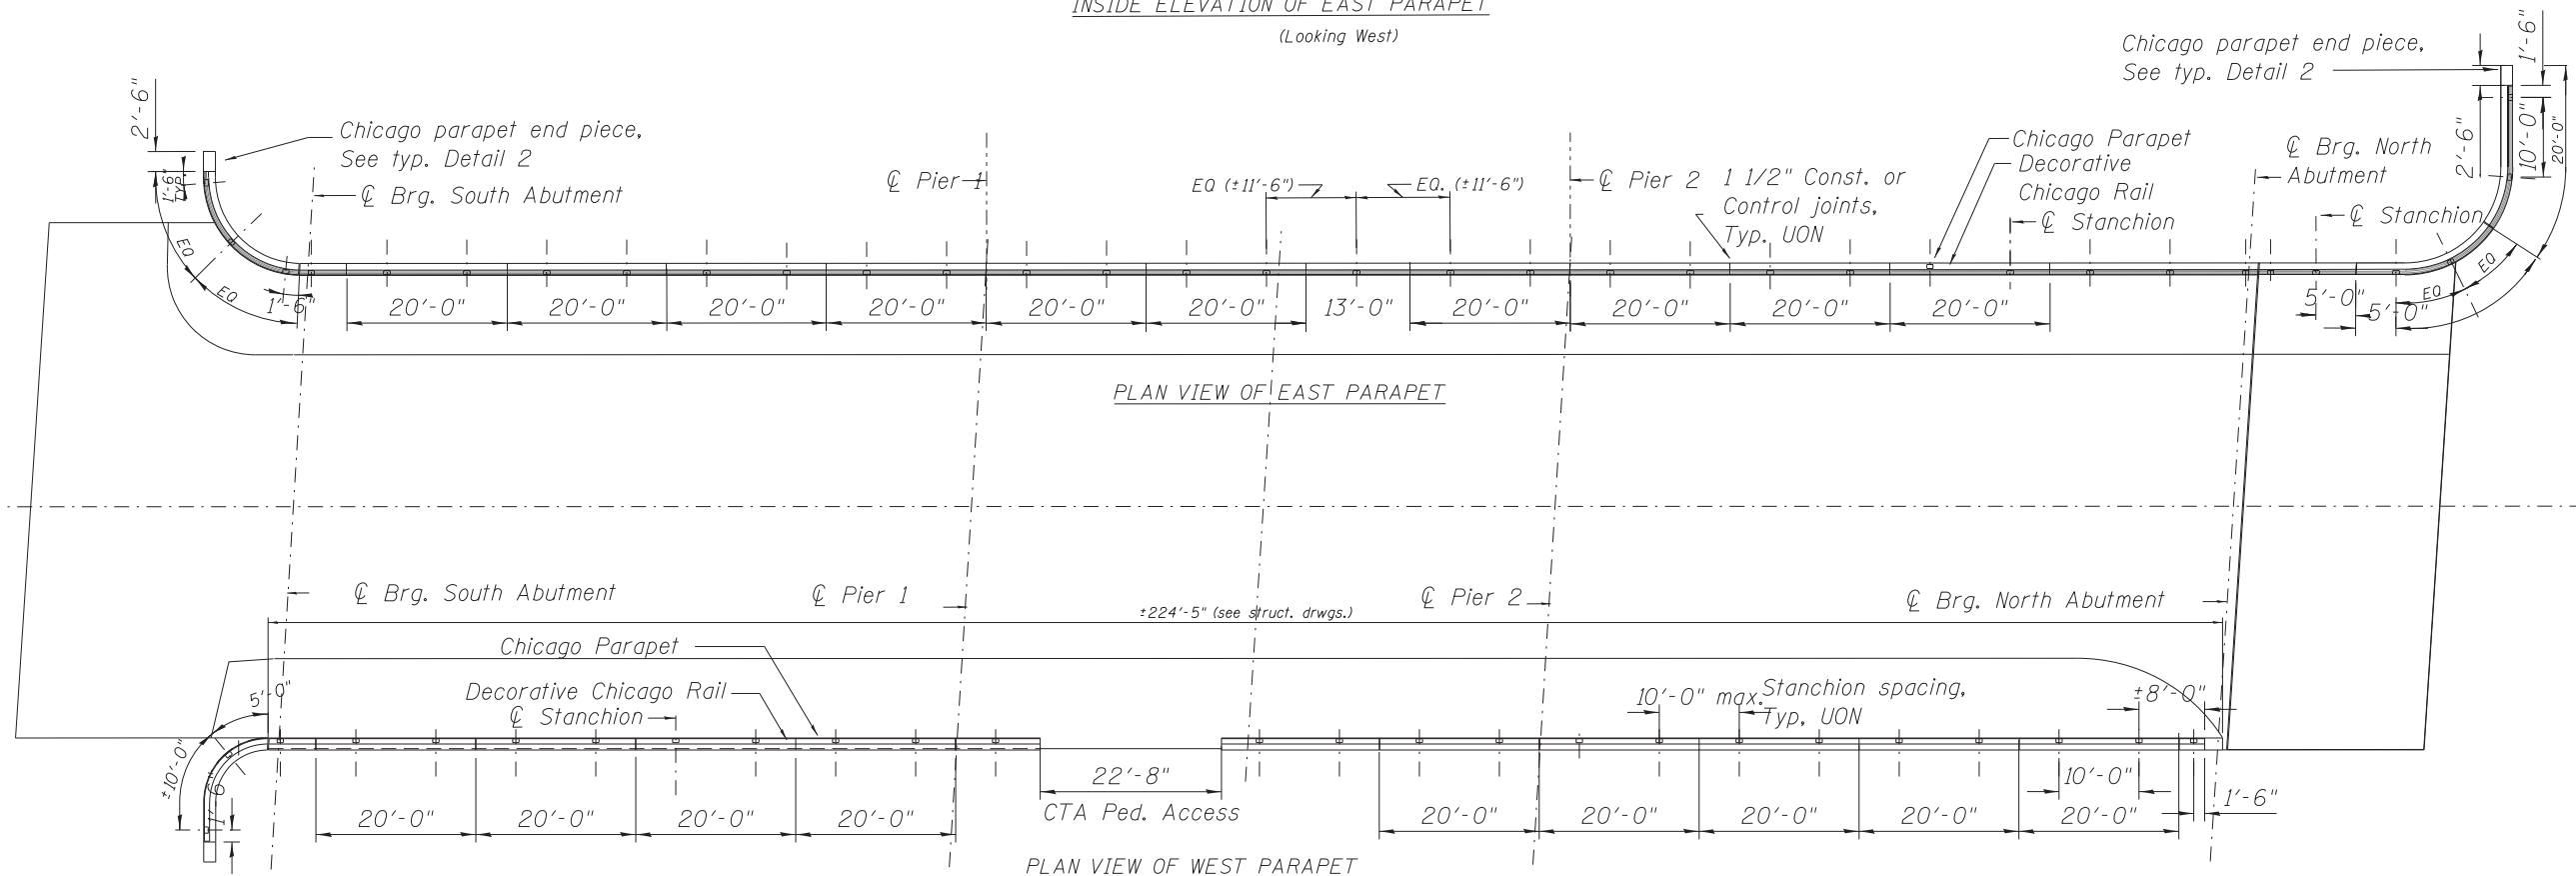 INSIDE ELEVATION OF EAST PARAPET
(Looking West)
Chicago parapet end piece,
See typ. Detail 2
1'-6"
2'-6"
10'-0"
20'-0"
2'-6"
Chicago parapet end piece,
See typ. Detail 2
1'-6"
TYP.
℄ Brg. South Abutment
℄ Pier 1
EQ (±11'-6")
EQ. (±11'-6")
℄ Pier 2
1 1/2" Const. or
Control joints,
Typ. UON
Chicago Parapet
Decorative
Chicago Rail
℄ Stanchion
℄ Brg. North
Abutment
℄ Stanchion
EQ
EQ
1'-6"
20'-0"
20'-0"
20'-0"
20'-0"
20'-0"
20'-0"
13'-0"
20'-0"
20'-0"
20'-0"
20'-0"
5'-0"
5'-0"
EQ
EQ
PLAN VIEW OF EAST PARAPET
℄ Brg. South Abutment
℄ Pier 1
±224'-5" (see struct. drwgs.)
℄ Pier 2
℄ Brg. North Abutment
Chicago Parapet
Decorative Chicago Rail
℄ Stanchion
5'-0"
±10'-0"
1'-6"
10'-0" max.
Stanchion spacing,
Typ. UON
±8'-0"
22'-8"
CTA Ped. Access
10'-0"
1'-6"
20'-0"
20'-0"
20'-0"
20'-0"
20'-0"
20'-0"
20'-0"
20'-0"
20'-0"
PLAN VIEW OF WEST PARAPET